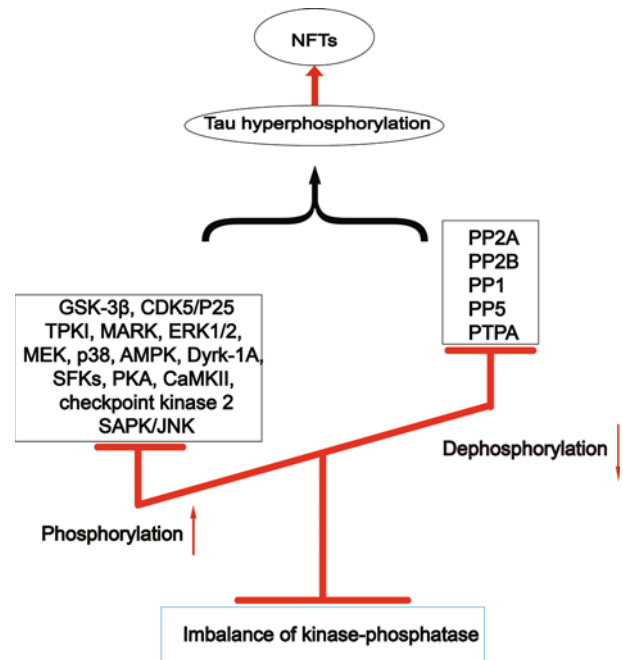 NFTs
Tau hyperphosphorylation
PP2A
PP2B
PP1
PP5
PTPA
GSK-3β, CDK5/P25
TPKI, MARK, ERK1/2,
MEK, p38, AMPK, Dyrk-1A,
SFKs, PKA, CaMKII,
checkpoint kinase 2
SAPK/JNK
Dephosphorylation
Phosphorylation
Imbalance of kinase-phosphatase